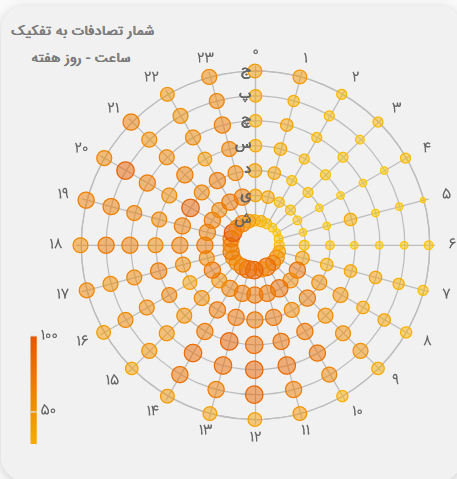 شمار تصادفات به تفکیک
ساعت - روز هفته
۰
۱
۲
۳
۴
۵
۶
۷
۸
۹
۱۰
۱۱
۱۲
۱۳
۱۴
۱۵
۱۶
۱۷
۱۸
۱۹
۲۰
۲۱
۲۲
۲۳
ج
پ
چ
س
د
ی
ش
۱۰۰
۵۰